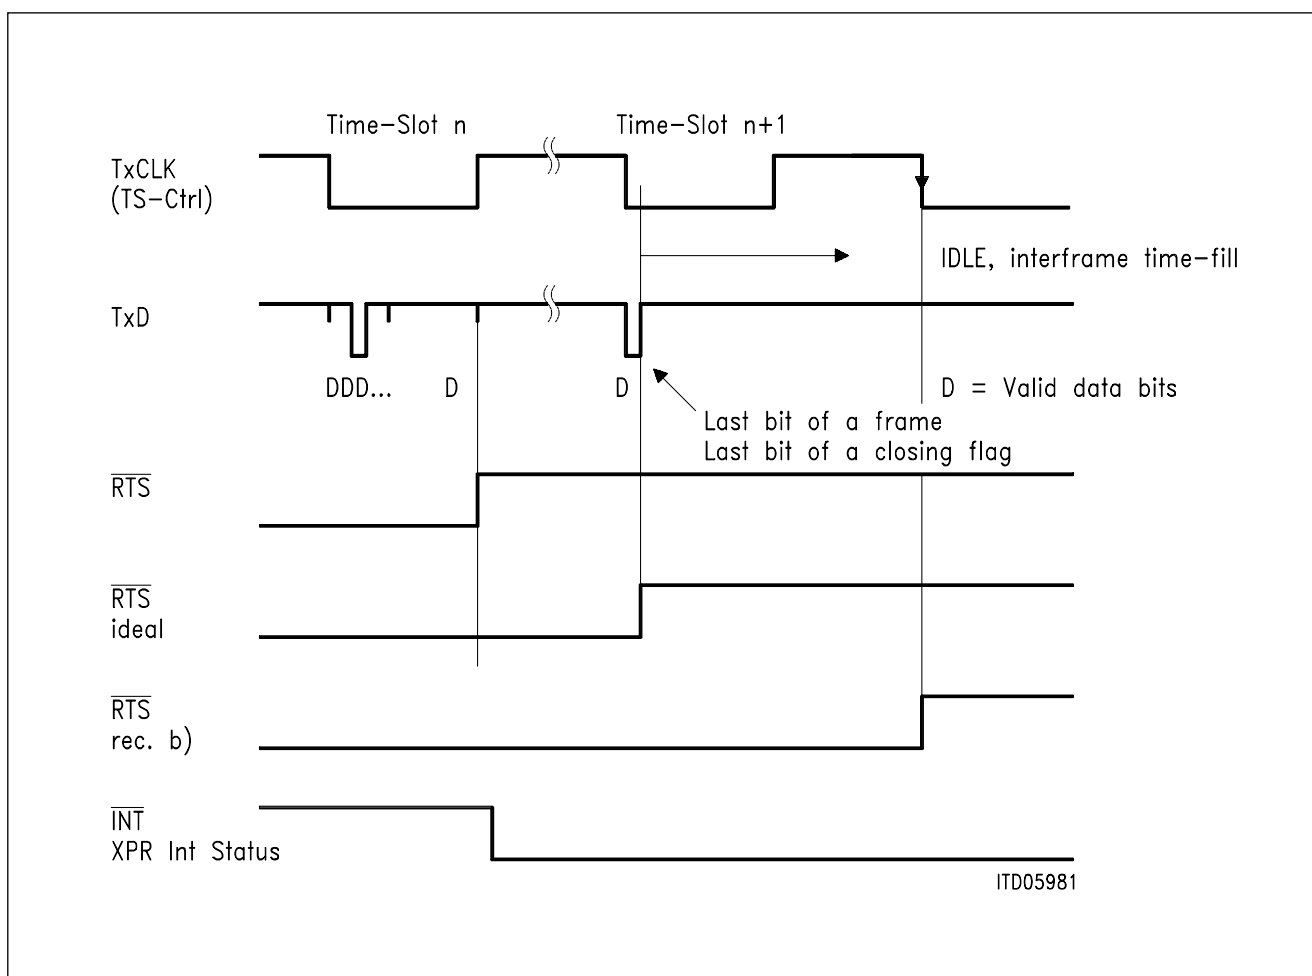 Time-Slot n
Time-Slot n+1
TxCLK
(TS-Ctrl)
IDLE, interframe time-fill
TxD
DDD...
D
D
D = Valid data bits
Last bit of a frame
Last bit of a closing flag
RTS
RTS
ideal
RTS
rec. b)
INT
XPR Int Status
ITD05981